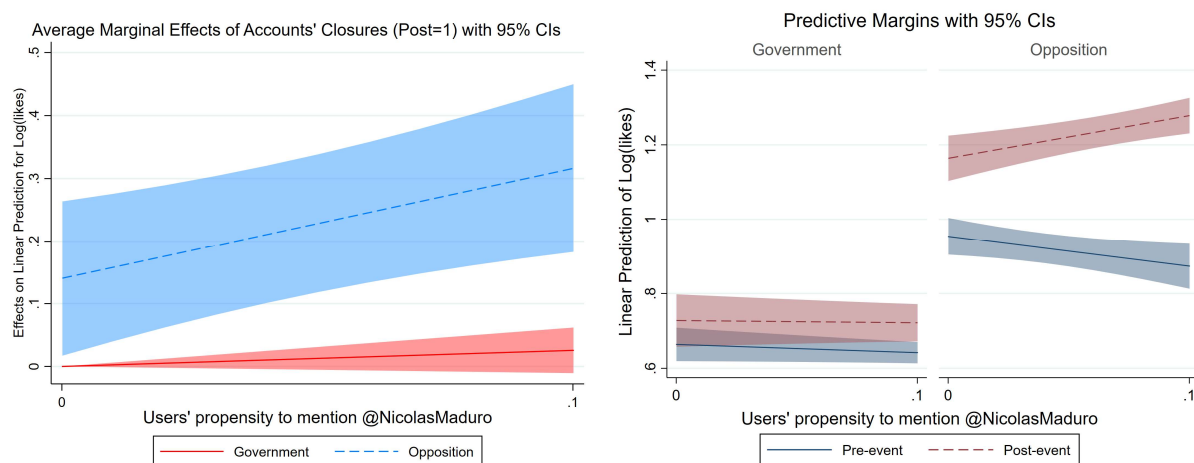 Average Marginal Effects of Accounts' Closures (Post=1) with 95% CIs
Effects on Linear Prediction for Log(likes)
.5
.4
.3
.2
.1
0
0
.1
Users' propensity to mention @NicolasMaduro
Government
Opposition
Predictive Margins with 95% CIs
Government
Opposition
Linear Prediction of Log(likes)
1.4
1.2
1
.8
.6
0
.1
0
.1
Users' propensity to mention @NicolasMaduro
Pre-event
Post-event